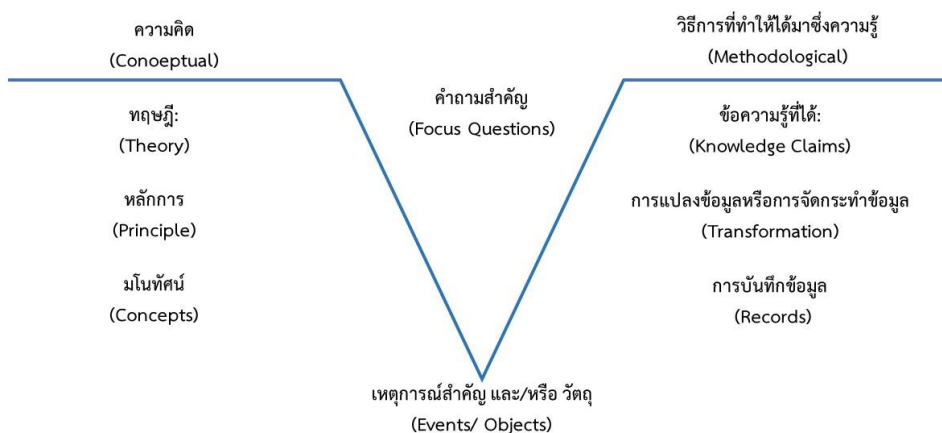 ความคิด
(Conoeptual)
ทฤษฎี:
(Theory)
หลักการ
(Principle)
มโนทัศน์
(Concepts)
คำถามสำคัญ
(Focus Questions)
วิธีการที่ทำให้ได้มาซึ่งความรู้
(Methodological)
ข้อความรู้ที่ได้:
(Knowledge Claims)
การแปลงข้อมูลหรือการจัดกระทำข้อมูล
(Transformation)
การบันทึกข้อมูล
(Records)
เหตุการณ์สำคัญ และ/หรือ วัตถุ
(Events/ Objects)